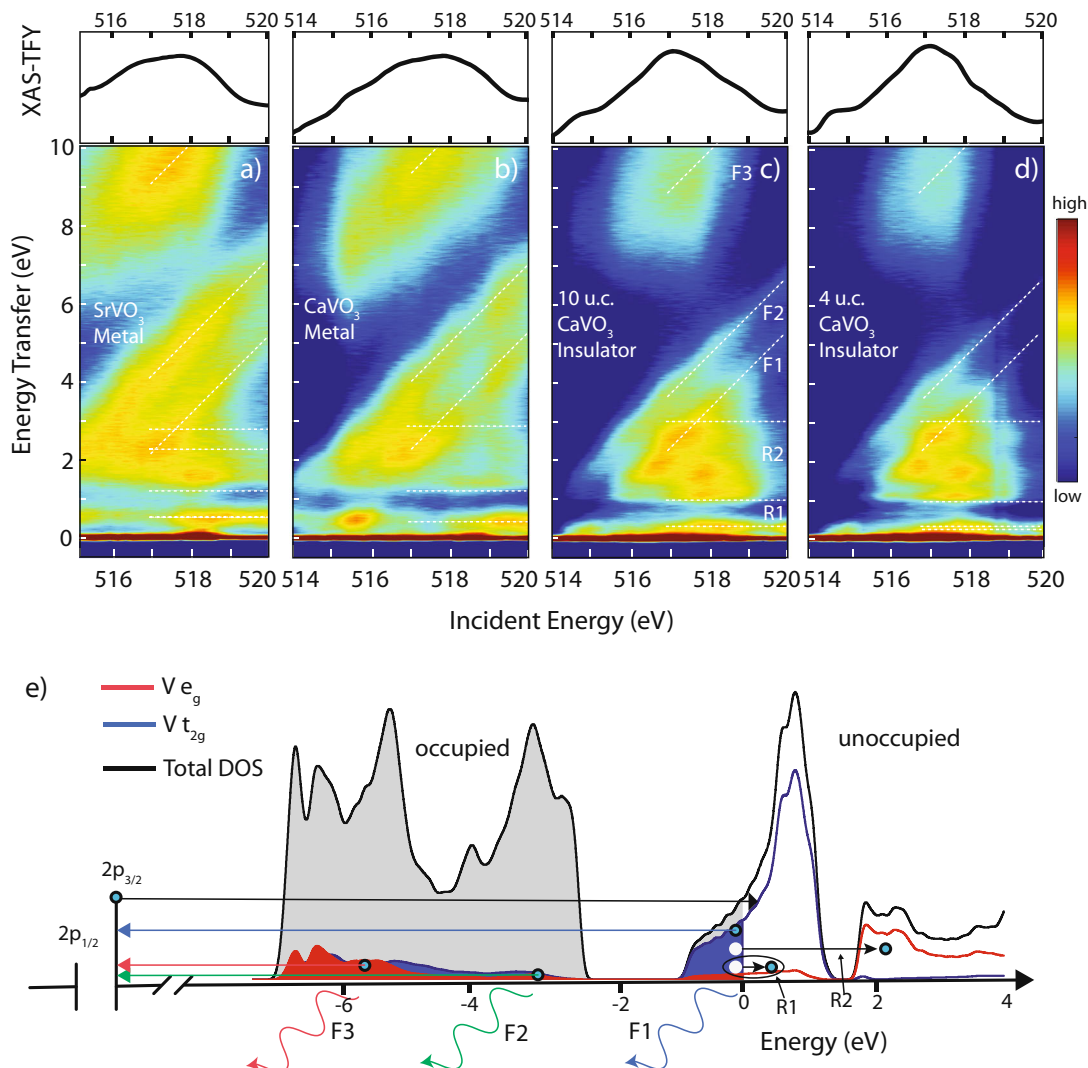 516 518 520 514 516 518 520 514 516 518 520 514 516 518 520
XAS-TFY
10
8
6
4
2
0
Energy Transfer (eV)
a)
SrVO3
Metal
b)
CaVO3
Metal
F3 c)
10 u.c.
CaVO3
Insulator
F2
F1
R2
R1
d)
4 u.c.
CaVO3
Insulator
high
low
516 518 520 514 516 518 520 514 516 518 520 514 516 518 520
Incident Energy (eV)
e)
V eg
V t2g
Total DOS
occupied
unoccupied
2p3/2
2p1/2
-6 -4 -2 0 2 4
R1 R2
F3 F2 F1
Energy (eV)